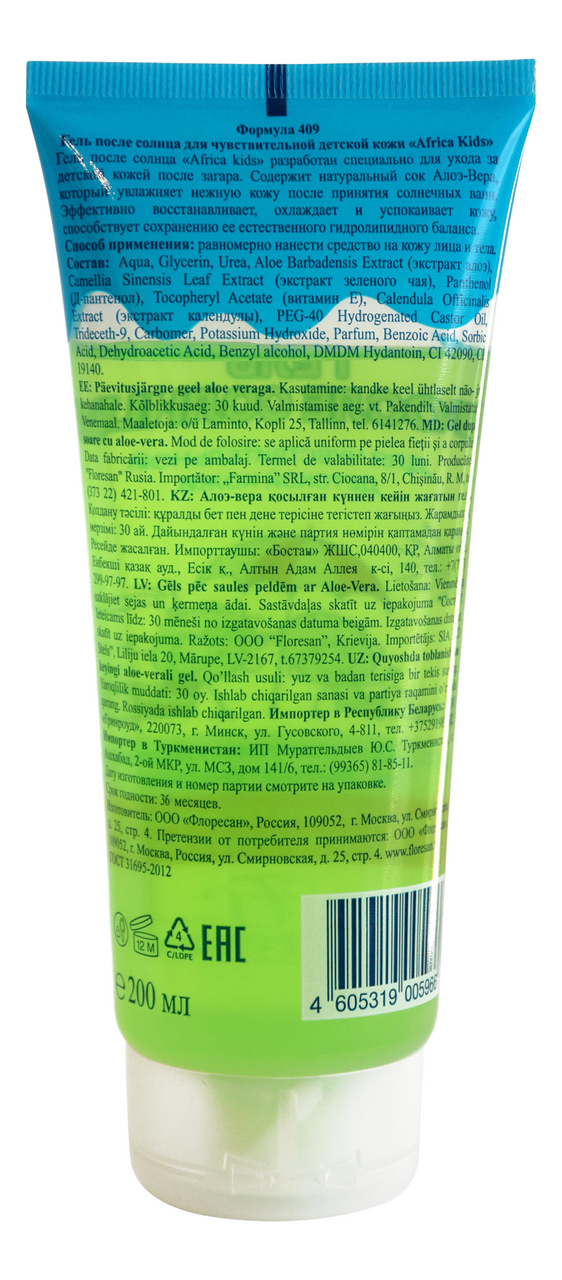 Формула 409
Гель после солнца для чувствительной детской кожи «Africa Kids»
Гель после солнца «Africa kids» разработан специально для ухода за
детской кожей после загара. Содержит натуральный сок Алоэ-Вера,
который увлажняет нежную кожу после принятия солнечных ванн.
Эффективно восстанавливает, охлаждает и успокаивает кожу,
способствует сохранению ее естественного гидролипидного баланса.
Способ применения: равномерно нанести средство на кожу лица и тела.
Состав: Aqua, Glycerin, Urea, Aloe Barbadensis Extract (экстракт алоэ),
Camellia Sinensis Leaf Extract (экстракт зеленого чая), Panthenol
(Д-пантенол), Tocopheryl Acetate (витамин Е), Calendula Officinalis
Extract (экстракт календулы), PEG-40 Hydrogenated Castor Oil,
Trideceth-9, Carbomer, Potassium Hydroxide, Parfum, Benzoic Acid, Sorbic
Acid, Dehydroacetic Acid, Benzyl alcohol, DMDM Hydantoin, CI 42090, CI
19140.
EE: Päevitusjärgne geel aloe veraga. Kasutamine: kandke keel ühtlaselt näo-
kehanahale. Kõlblikkusaeg: 30 kuud. Valmistamise aeg: vt. Pakendilt.
Venemaal. Maaletoja: o/ü Laminto, Kopli 25, Tallinn, tel. 6141276. MD: Gel
soare cu aloe-vera. Mod de folosire: se aplică uniform pe pielea fieții și a
Data fabricării: vezi pe ambalaj. Termel de valabilitate: 30 luni.
"Floresan" Rusia. Importător: „Farmina” SRL, str. Ciocana, 8/1, Chișinău, R.
(373 22) 421-801. KZ: Алоэ-вера қосылған күннен кейін жағатын
Қолдану тәсілі: құралды бет пен дене терісіне тегістеп жағыңыз.
мерзімі: 30 ай. Дайындалған күнін және партия нөмірін қаптамадан
Ресейде жасалған. Импорттаушы: «Бостан» ЖШС,040400, ҚР, Алматы
Еңбекші қазақ ауд., Есік қ., Алтын Адам Аллея к-сі, 140, тел.:
299-97-97. LV: Gēls pēc saules peldēm ar Aloe-Vera. Lietošana:
uzklājiet sejas un ķermeņa ādai. Sastāvdaļas skatīt uz iepakojuma
leteicams līdz: 30 mēneši no izgatavošanas datuma beigām. Izgatavošanas
skatīt uz iepakojuma. Ražots: OOO “Floresan”, Krievija. Importētājs: SIA
Liliju iela 20, Mārupe, LV-2167, t.67379254. UZ: Quyoshda
keyingi aloe-verali gel. Qo’llash usuli: yuz va badan terisiga bir tekis
Yaroqlilik muddati: 30 oy. Ishlab chiqarilgan sanasi va partiya raqamini
qarang. Rossiyada ishlab chiqarilgan. Импортер в Республику Беларусь:
«Гринроуд», 220073, г. Минск, ул. Гусовского, 4-811, тел.
Импортер в Туркменистан: ИП Муратгельдыев Ю.С.
Ашхабад, 2-ой МКР, ул. МСЗ, дом 141/6, тел.: (99365) 81-85-11.
Дату изготовления и номер партии смотрите на упаковке.
Срок годности: 36 месяцев.
Изготовитель: ООО «Флоресан», Россия, 109052, г. Москва, ул.
д. 25, стр. 4. Претензии от потребителя принимаются: ООО
109052, г. Москва, Россия, ул. Смирновская, д. 25, стр. 4. www.floresan
ГОСТ 31695-2012
12 M
4
C/LDPE
EAC
℮200 мл
4 605319 005966